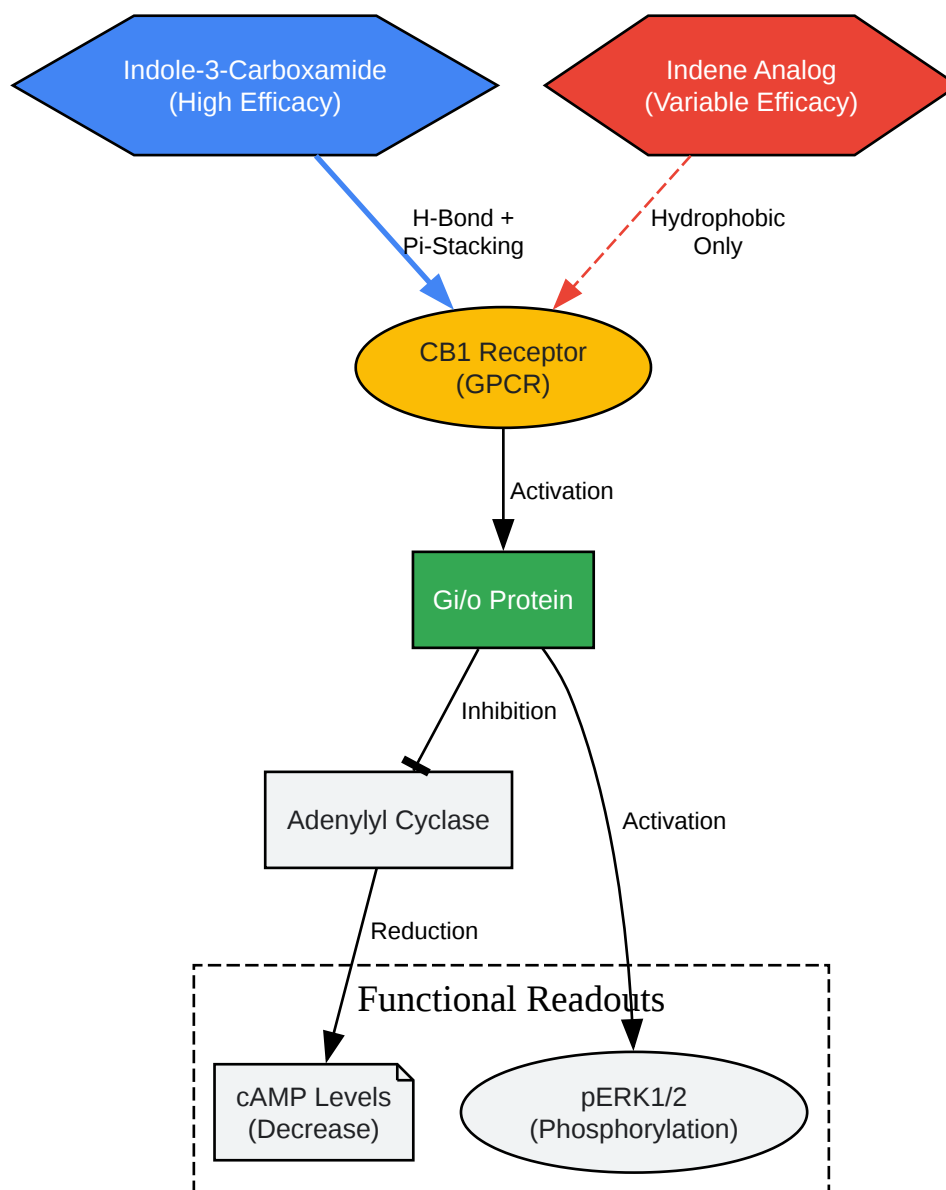 Indole-3-Carboxamide
(High Efficacy)
Indene Analog
(Variable Efficacy)
H-Bond +
Pi-Stacking
Hydrophobic
Only
CB1 Receptor
(GPCR)
Activation
Gi/o Protein
Inhibition
Adenylyl Cyclase
Activation
Reduction
Functional Readouts
cAMP Levels
(Decrease)
pERK1/2
(Phosphorylation)